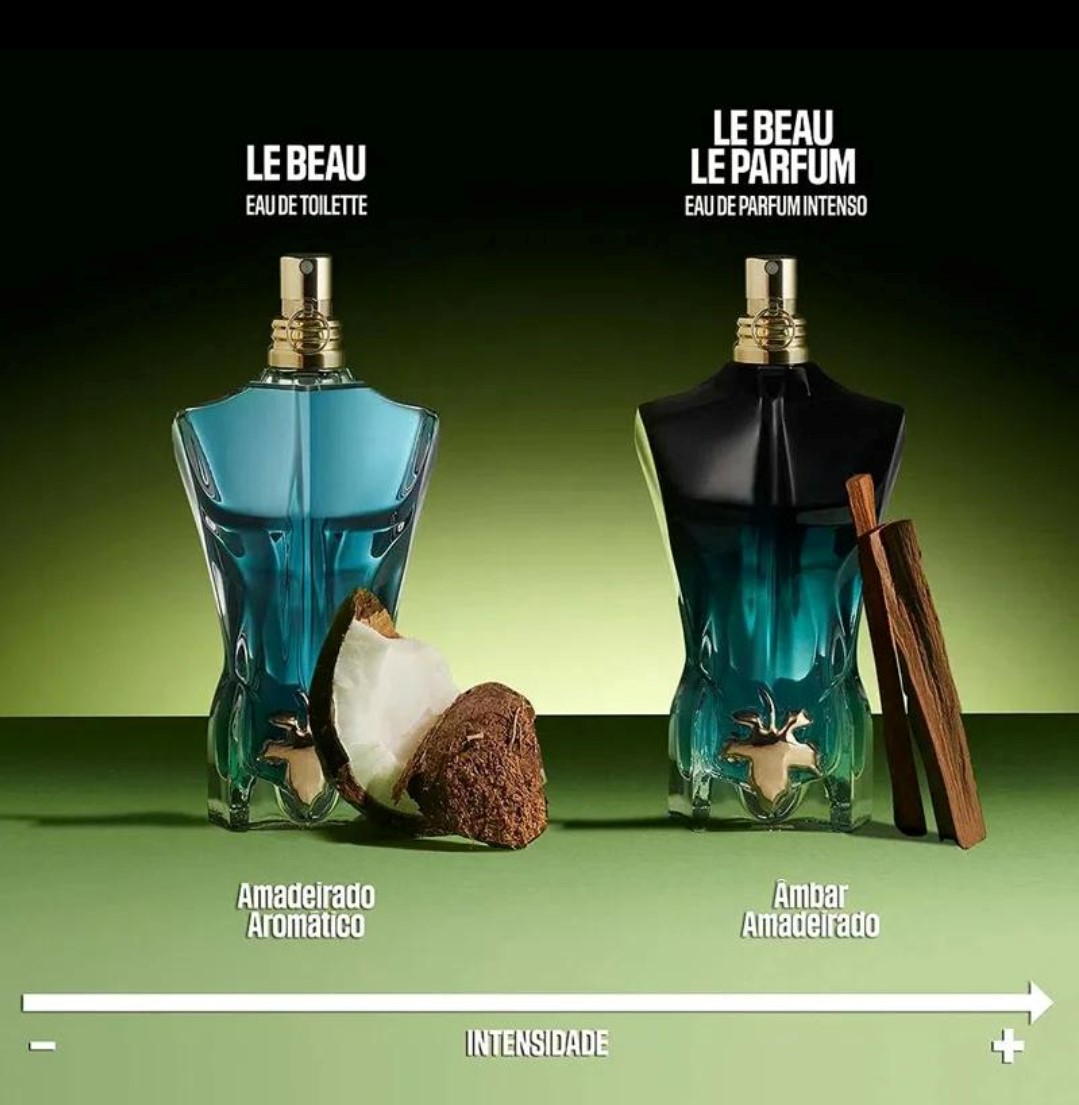 LE BEAU
EAU DE TOILETTE
LE BEAU
LE PARFUM
EAU DE PARFUM INTENSO
Amadeirado
Aromático
Âmbar
Amadeirado
INTENSIDADE